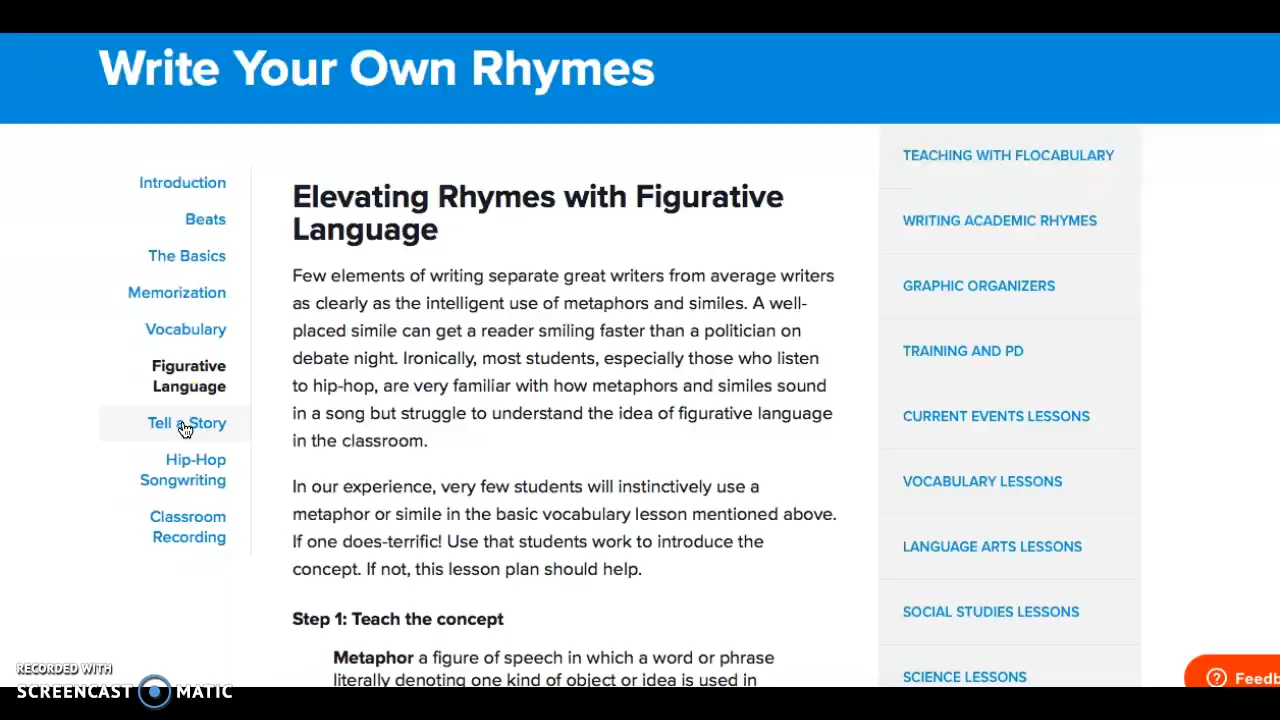 Write Your Own Rhymes
Introduction
Beats
The Basics
Memorization
Vocabulary
Figurative
Language
Tell a Story
Hip-Hop
Songwriting
Classroom
Recording
Elevating Rhymes with Figurative
Language
Few elements of writing separate great writers from average writers
as clearly as the intelligent use of metaphors and similes. A well-
placed simile can get a reader smiling faster than a politician on
debate night. Ironically, most students, especially those who listen
to hip-hop, are very familiar with how metaphors and similes sound
in a song but struggle to understand the idea of figurative language
in the classroom.
In our experience, very few students will instinctively use a
metaphor or simile in the basic vocabulary lesson mentioned above.
If one does-terrific! Use that students work to introduce the
concept. If not, this lesson plan should help.
Step 1: Teach the concept
Metaphor a figure of speech in which a word or phrase
literally denoting one kind of object or idea is used in
TEACHING WITH FLOCABULARY
WRITING ACADEMIC RHYMES
GRAPHIC ORGANIZERS
TRAINING AND PD
CURRENT EVENTS LESSONS
VOCABULARY LESSONS
LANGUAGE ARTS LESSONS
SOCIAL STUDIES LESSONS
SCIENCE LESSONS
Feedb
RECORDED WITH
SCREENCAST MATIC